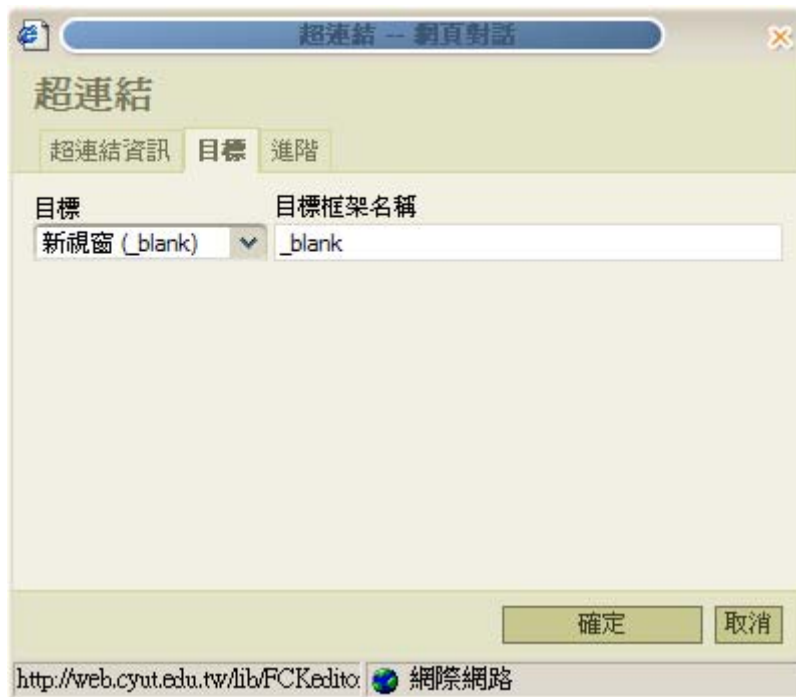 超連結 -- 網頁對話
超連結
超連結資訊 目標 進階
目標 目標框架名稱
新視窗 (_blank) _blank
確定 取消
http://web.cyut.edu.tw/lib/FCKedito 網際網路